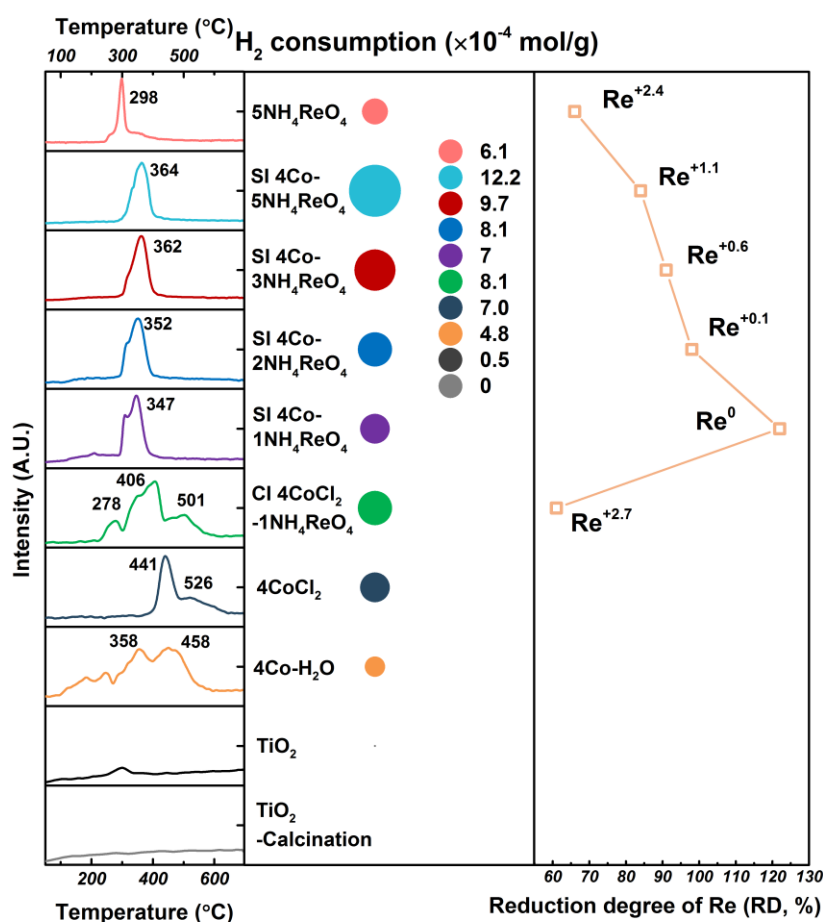 Temperature (°C)
H₂ consumption (×10⁻⁴ mol/g)
100 300 500
298
5NH₄ReO₄
364
SI 4Co-
5NH₄ReO₄
362
SI 4Co-
3NH₄ReO₄
352
SI 4Co-
2NH₄ReO₄
347
SI 4Co-
1NH₄ReO₄
278 406 501
CI 4CoCl₂
-1NH₄ReO₄
441 526
4CoCl₂
358 458
4Co-H₂O
TiO₂
TiO₂
-Calcination
6.1
12.2
9.7
8.1
7
8.1
7.0
4.8
0.5
0
Re⁺²·⁴
Re⁺¹·¹
Re⁺⁰·⁶
Re⁺⁰·¹
Re⁰
Re⁺²·⁷
Intensity (A.U.)
200 400 600
Temperature (°C)
60 70 80 90 100 110 120 130
Reduction degree of Re (RD, %)